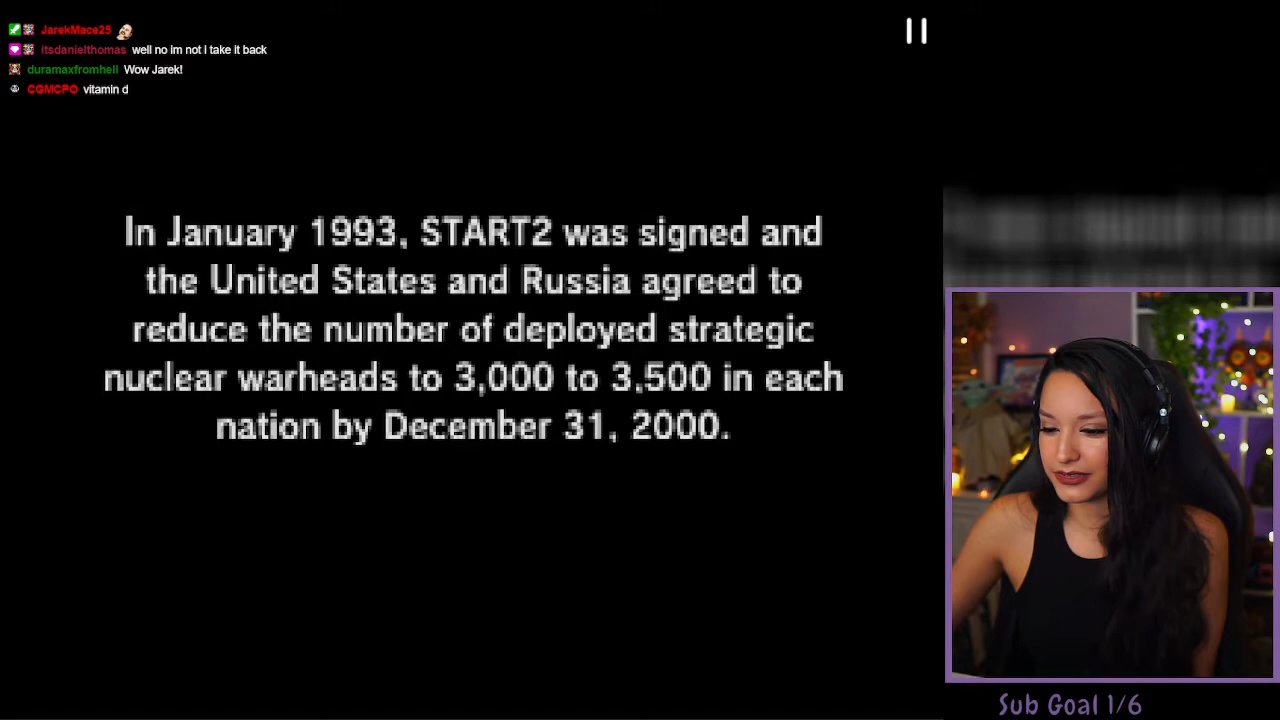 JarekMace25
itsdanielthomas well no im not i take it back
duramaxfromhell Wow Jarek!
CGMCPO vitamin d
In January 1993, START2 was signed and
the United States and Russia agreed to
reduce the number of deployed strategic
nuclear warheads to 3,000 to 3,500 in each
nation by December 31, 2000.
Sub Goal 1/6